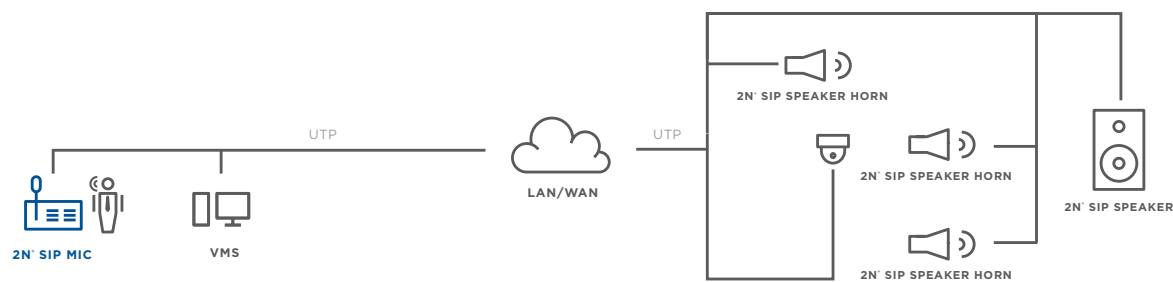 UTP
UTP
2N® SIP SPEAKER HORN
LAN/WAN
2N® SIP SPEAKER HORN
2N® SIP SPEAKER
2N® SIP MIC
VMS
2N® SIP SPEAKER HORN